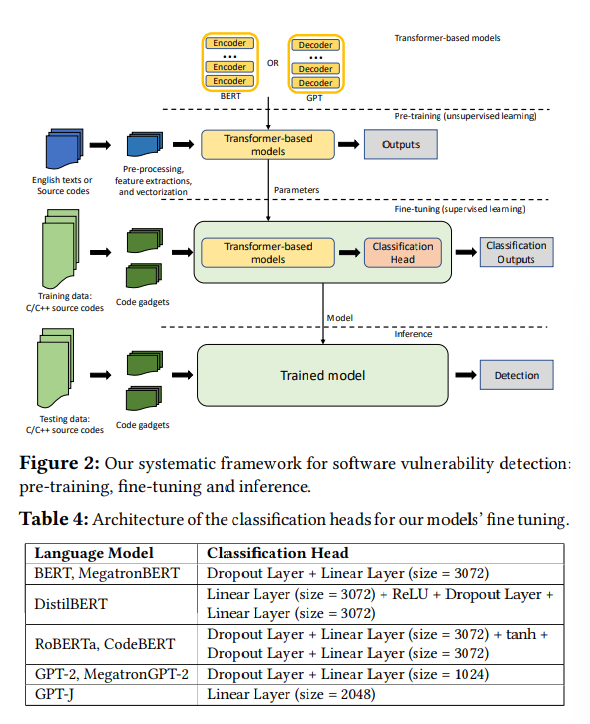 Encoder
...
Encoder
Encoder
BERT
OR
Decoder
...
Decoder
Decoder
GPT
Transformer-based models
Pre-training (unsupervised learning)
English texts or
Source codes
Pre-processing,
feature extractions,
and vectorization
Transformer-based
models
Outputs
Parameters
Fine-tuning (supervised learning)
Training data:
C/C++ source codes
Code gadgets
Transformer-based
models
Classification
Head
Classification
Outputs
Model
Inference
Testing data:
C/C++ source codes
Code gadgets
Trained model
Detection
Figure 2: Our systematic framework for software vulnerability detection:
pre-training, fine-tuning and inference.
Table 4: Architecture of the classification heads for our models' fine tuning.
Language Model Classification Head
BERT, MegatronBERT Dropout Layer + Linear Layer (size = 3072)
DistilBERT Linear Layer (size = 3072) + ReLU + Dropout Layer +
Linear Layer (size = 3072)
RoBERTa, CodeBERT Dropout Layer + Linear Layer (size = 3072) + tanh +
Dropout Layer + Linear Layer (size = 3072)
GPT-2, MegatronGPT-2 Dropout Layer + Linear Layer (size = 1024)
GPT-J Linear Layer (size = 2048)